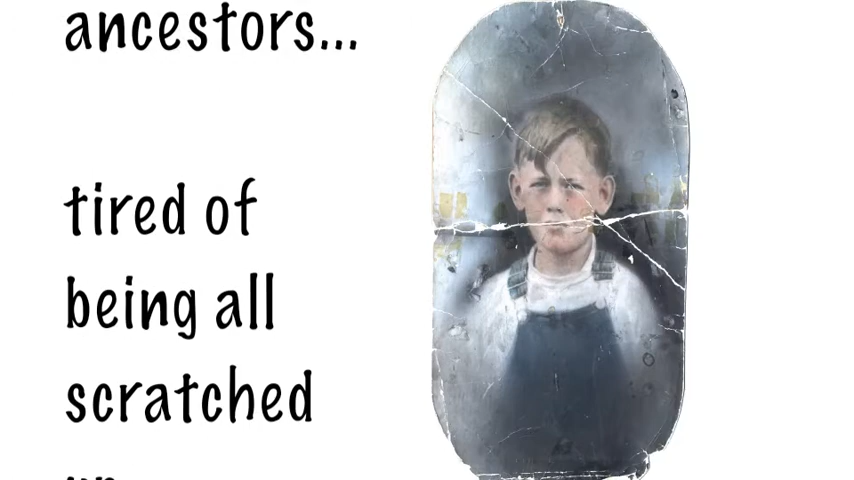 ancestors...
tired of
being all
scratched